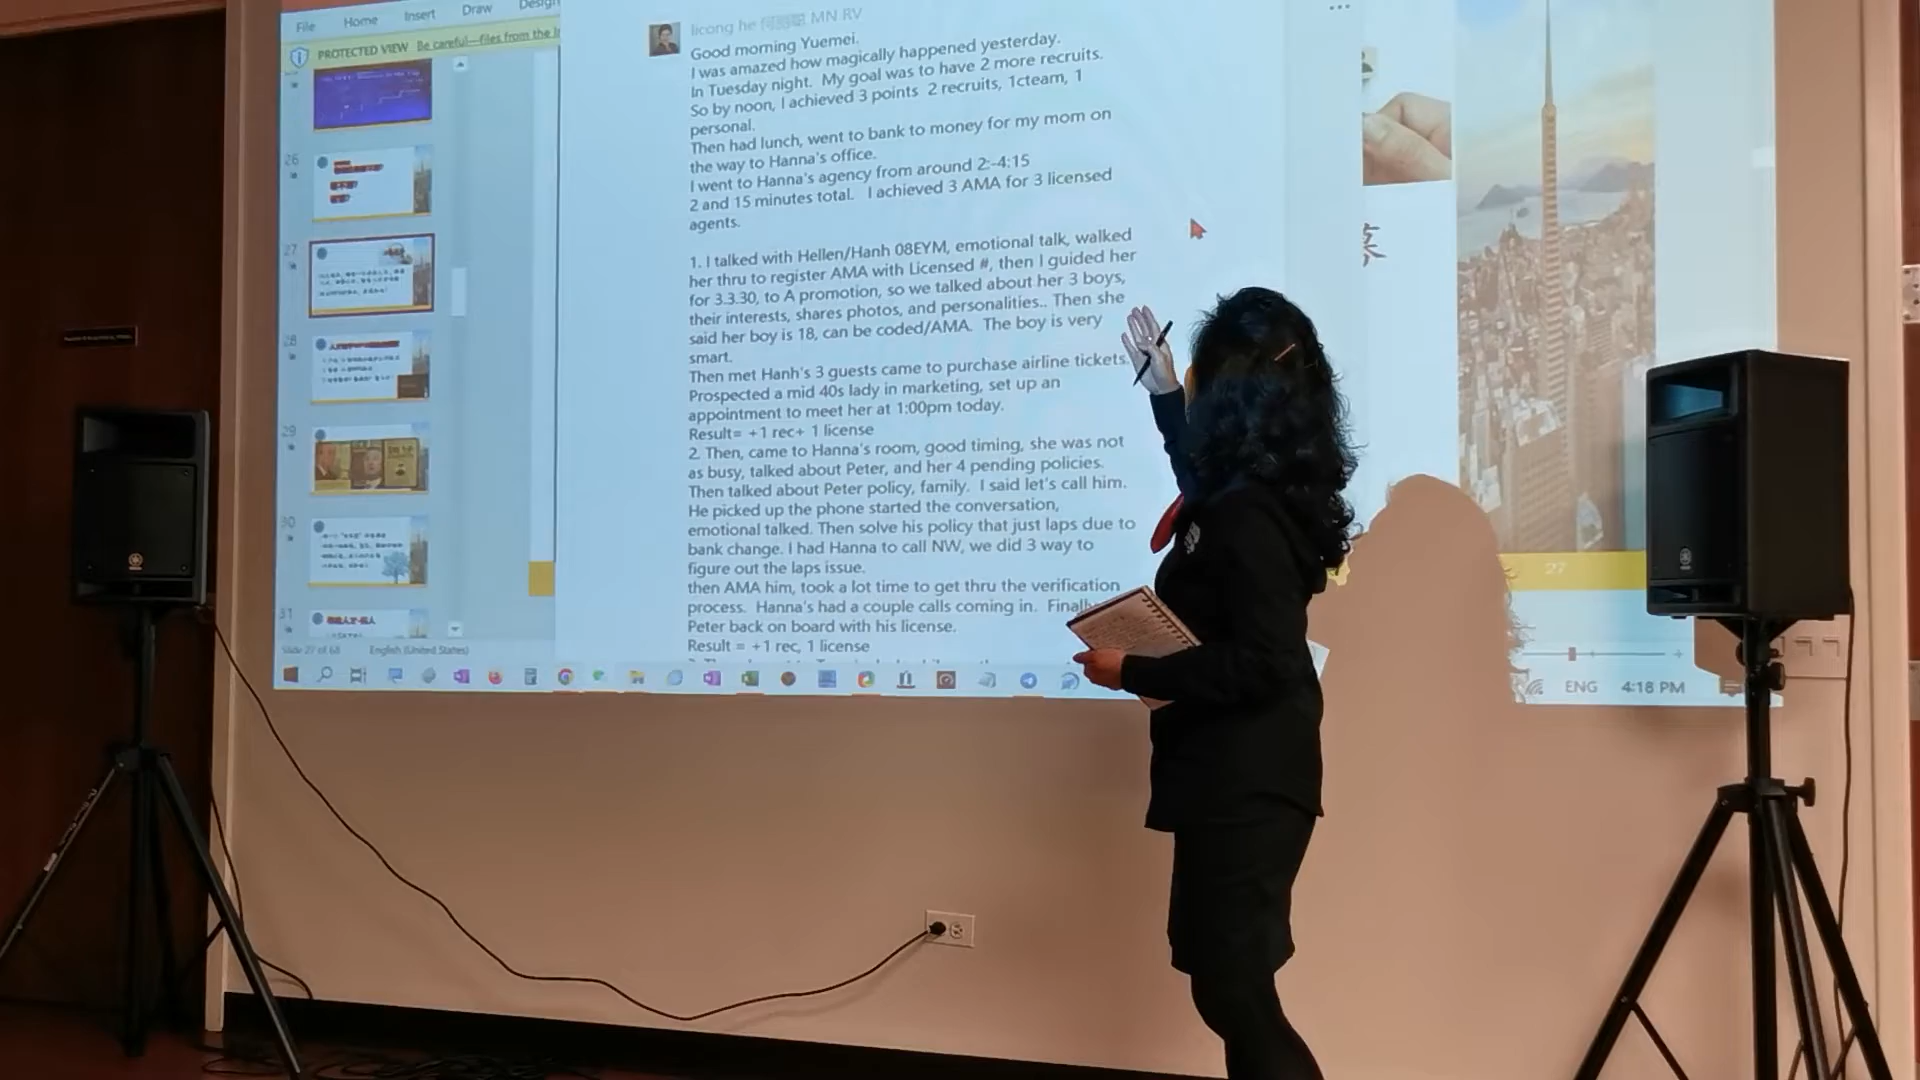 File Home Insert Draw Design
PROTECTED VIEW Be careful—files from the I
licong he MN RV
Good morning Yuemei.
I was amazed how magically happened yesterday.
In Tuesday night. My goal was to have 2 more recruits.
So by noon, I achieved 3 points 2 recruits, 1cteam, 1
personal.
Then had lunch, went to bank to money for my mom on
the way to Hanna's office.
I went to Hanna's agency from around 2:-4:15
2 and 15 minutes total. I achieved 3 AMA for 3 licensed
agents.
1. I talked with Hellen/Hanh 08EYM, emotional talk, walked
her thru to register AMA with Licensed #, then I guided her
for 3.3.30, to A promotion, so we talked about her 3 boys,
their interests, shares photos, and personalities.. Then she
said her boy is 18, can be coded/AMA. The boy is very
smart.
Then met Hanh's 3 guests came to purchase airline tickets.
Prospected a mid 40s lady in marketing, set up an
appointment to meet her at 1:00pm today.
Result= +1 rec+ 1 license
2. Then, came to Hanna's room, good timing, she was not
as busy, talked about Peter, and her 4 pending policies.
Then talked about Peter policy, family. I said let's call him.
He picked up the phone started the conversation,
emotional talked. Then solve his policy that just laps due to
bank change. I had Hanna to call NW, we did 3 way to
figure out the laps issue.
then AMA him, took a lot time to get thru the verification
process. Hanna's had a couple calls coming in. Finally
Peter back on board with his license.
Result = +1 rec, 1 license
26
27
28
29
30
31
27
Slide 27 of 68 English (United States)
ENG 4:18 PM